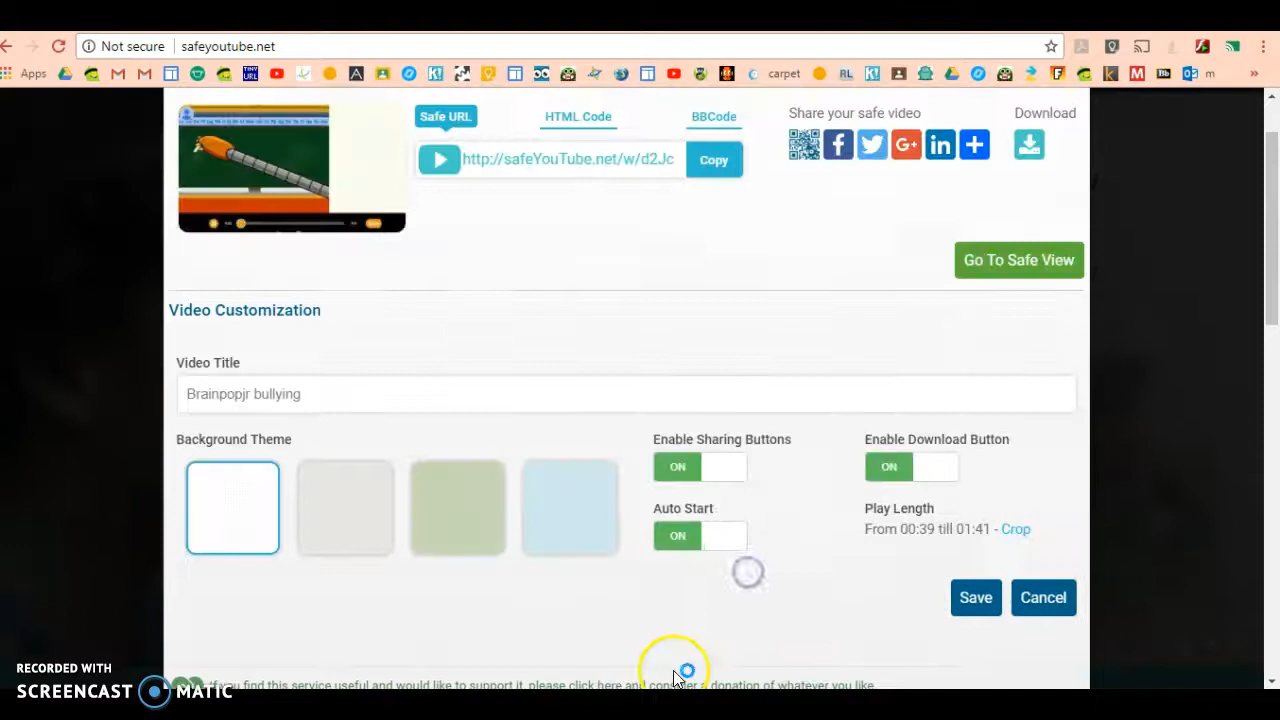 Not secure safeyoutube.net
Apps carpet RL m »
Safe URL HTML Code BBCode Share your safe video Download
http://safeYouTube.net/w/d2Jc Copy
Go To Safe View
Video Customization
Video Title
Brainpopjr bullying
Background Theme Enable Sharing Buttons Enable Download Button
ON ON
Auto Start Play Length
ON From 00:39 till 01:41 - Crop
Save Cancel
RECORDED WITH
SCREENCAST MATIC
If you find this service useful and would like to support it, please click here and consider a donation of whatever you like